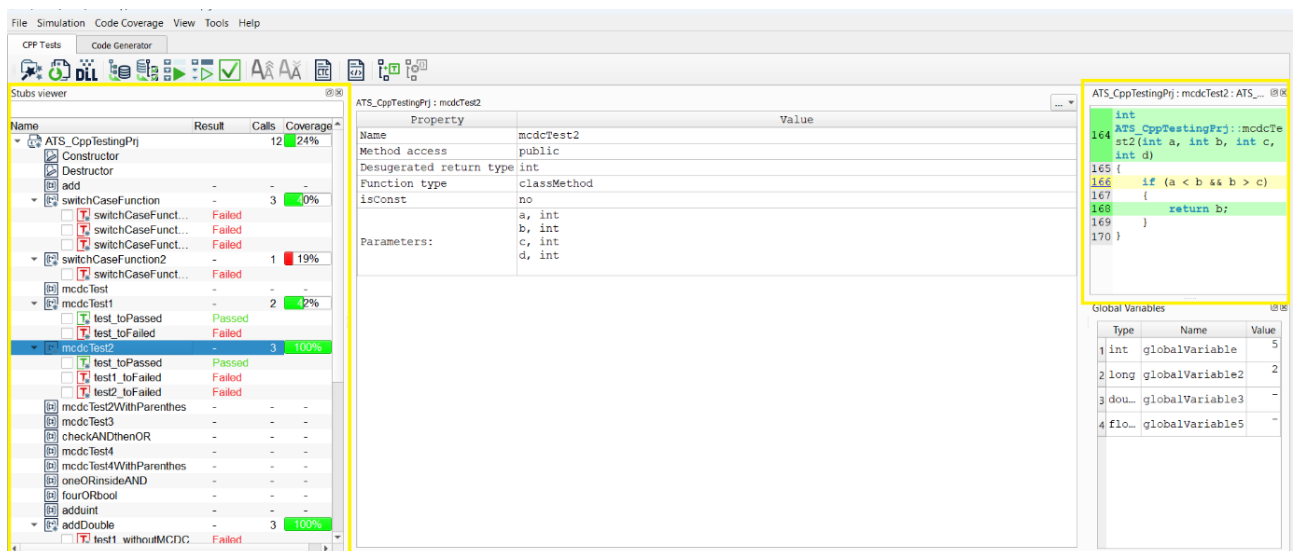 File Simulation Code Coverage View Tools Help
CPP Tests Code Generator
DLL CTC
Stubs viewer
Name Result Calls Coverage
ATS_CppTestingPrj 12 24%
Constructor
Destructor
add - - -
switchCaseFunction - 3 40%
switchCaseFunct... Failed
switchCaseFunct... Failed
switchCaseFunct... Failed
switchCaseFunction2 - 1 19%
switchCaseFunct... Failed
mcdcTest - - -
mcdcTest1 - 2 42%
test_toPassed Passed
test_toFailed Failed
mcdcTest2 - 3 100%
test_toPassed Passed
test1_toFailed Failed
test2_toFailed Failed
mcdcTest2WithParenthes - - -
mcdcTest3 - - -
checkANDthenOR - - -
mcdcTest4 - - -
mcdcTest4WithParenthes - - -
oneORinsideAND - - -
fourORbool - - -
adduint - - -
addDouble - 3 100%
test1_withoutMCDC Failed
ATS_CppTestingPrj : mcdcTest2 ...
Property Value
Name mcdcTest2
Method access public
Desugerated return type int
Function type classMethod
isConst no
Parameters:
a, int
b, int
c, int
d, int
ATS_CppTestingPrj : mcdcTest2 : ATS_...
164 int
ATS_CppTestingPrj::mcdcTe
st2(int a, int b, int c,
int d)
165 {
166 if (a < b && b > c)
167 {
168 return b;
169 }
170 }
Global Variables
Type Name Value
1 int globalVariable 5
2 long globalVariable2 2
3 dou... globalVariable3 -
4 flo... globalVariable5 -